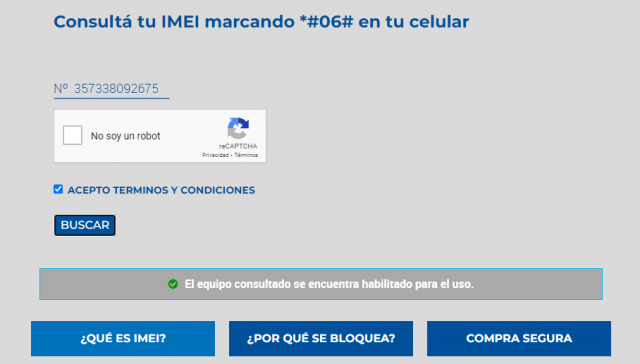 Consultá tu IMEI marcando *#06# en tu celular
Nº 357338092675
No soy un robot
reCAPTCHA
Privacidad - Términos
ACEPTO TERMINOS Y CONDICIONES
BUSCAR
El equipo consultado se encuentra habilitado para el uso.
¿QUÉ ES IMEI? ¿POR QUÉ SE BLOQUEA? COMPRA SEGURA